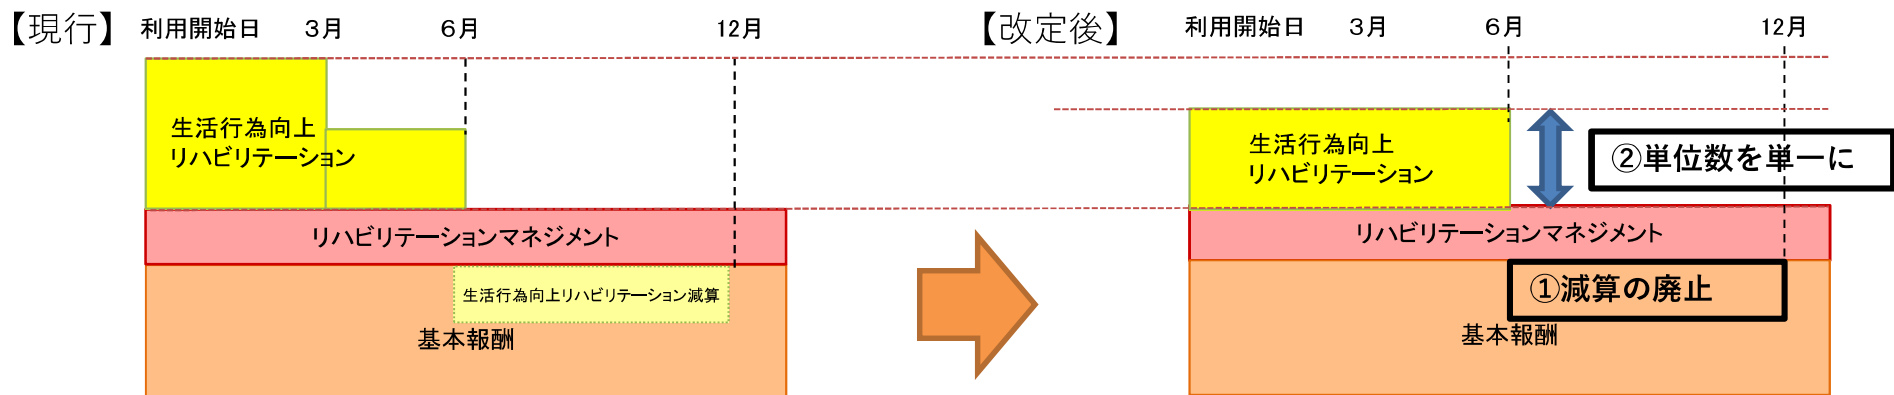 【現行】
利用開始日 3月 6月 12月
生活行為向上
リハビリテーション
リハビリテーションマネジメント
生活行為向上リハビリテーション減算
基本報酬
【改定後】
利用開始日 3月 6月 12月
生活行為向上
リハビリテーション
②単位数を単一に
リハビリテーションマネジメント
①減算の廃止
基本報酬